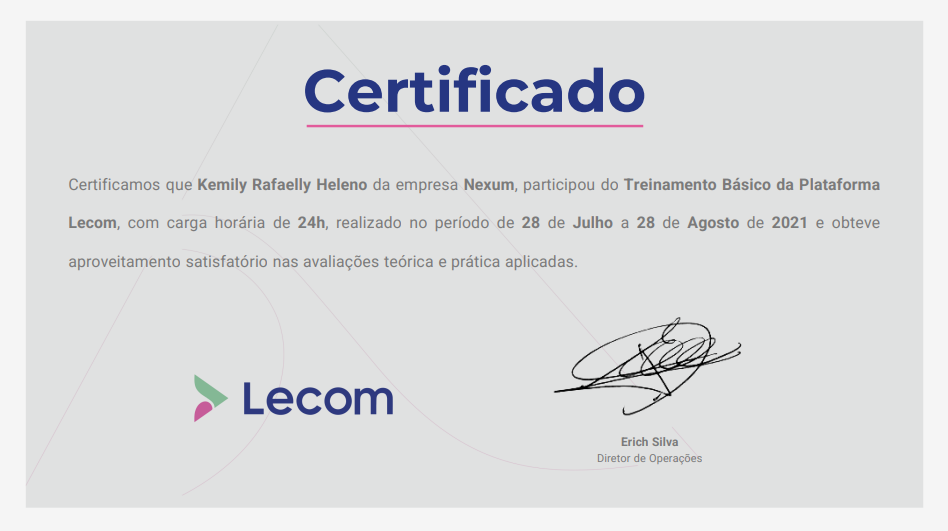 Certificado
Certificamos que Kemily Rafaelly Heleno da empresa Nexum, participou do Treinamento Básico da Plataforma
Lecom, com carga horária de 24h, realizado no período de 28 de Julho a 28 de Agosto de 2021 e obteve
aproveitamento satisfatório nas avaliações teórica e prática aplicadas.
Lecom
Erich Silva
Diretor de Operações